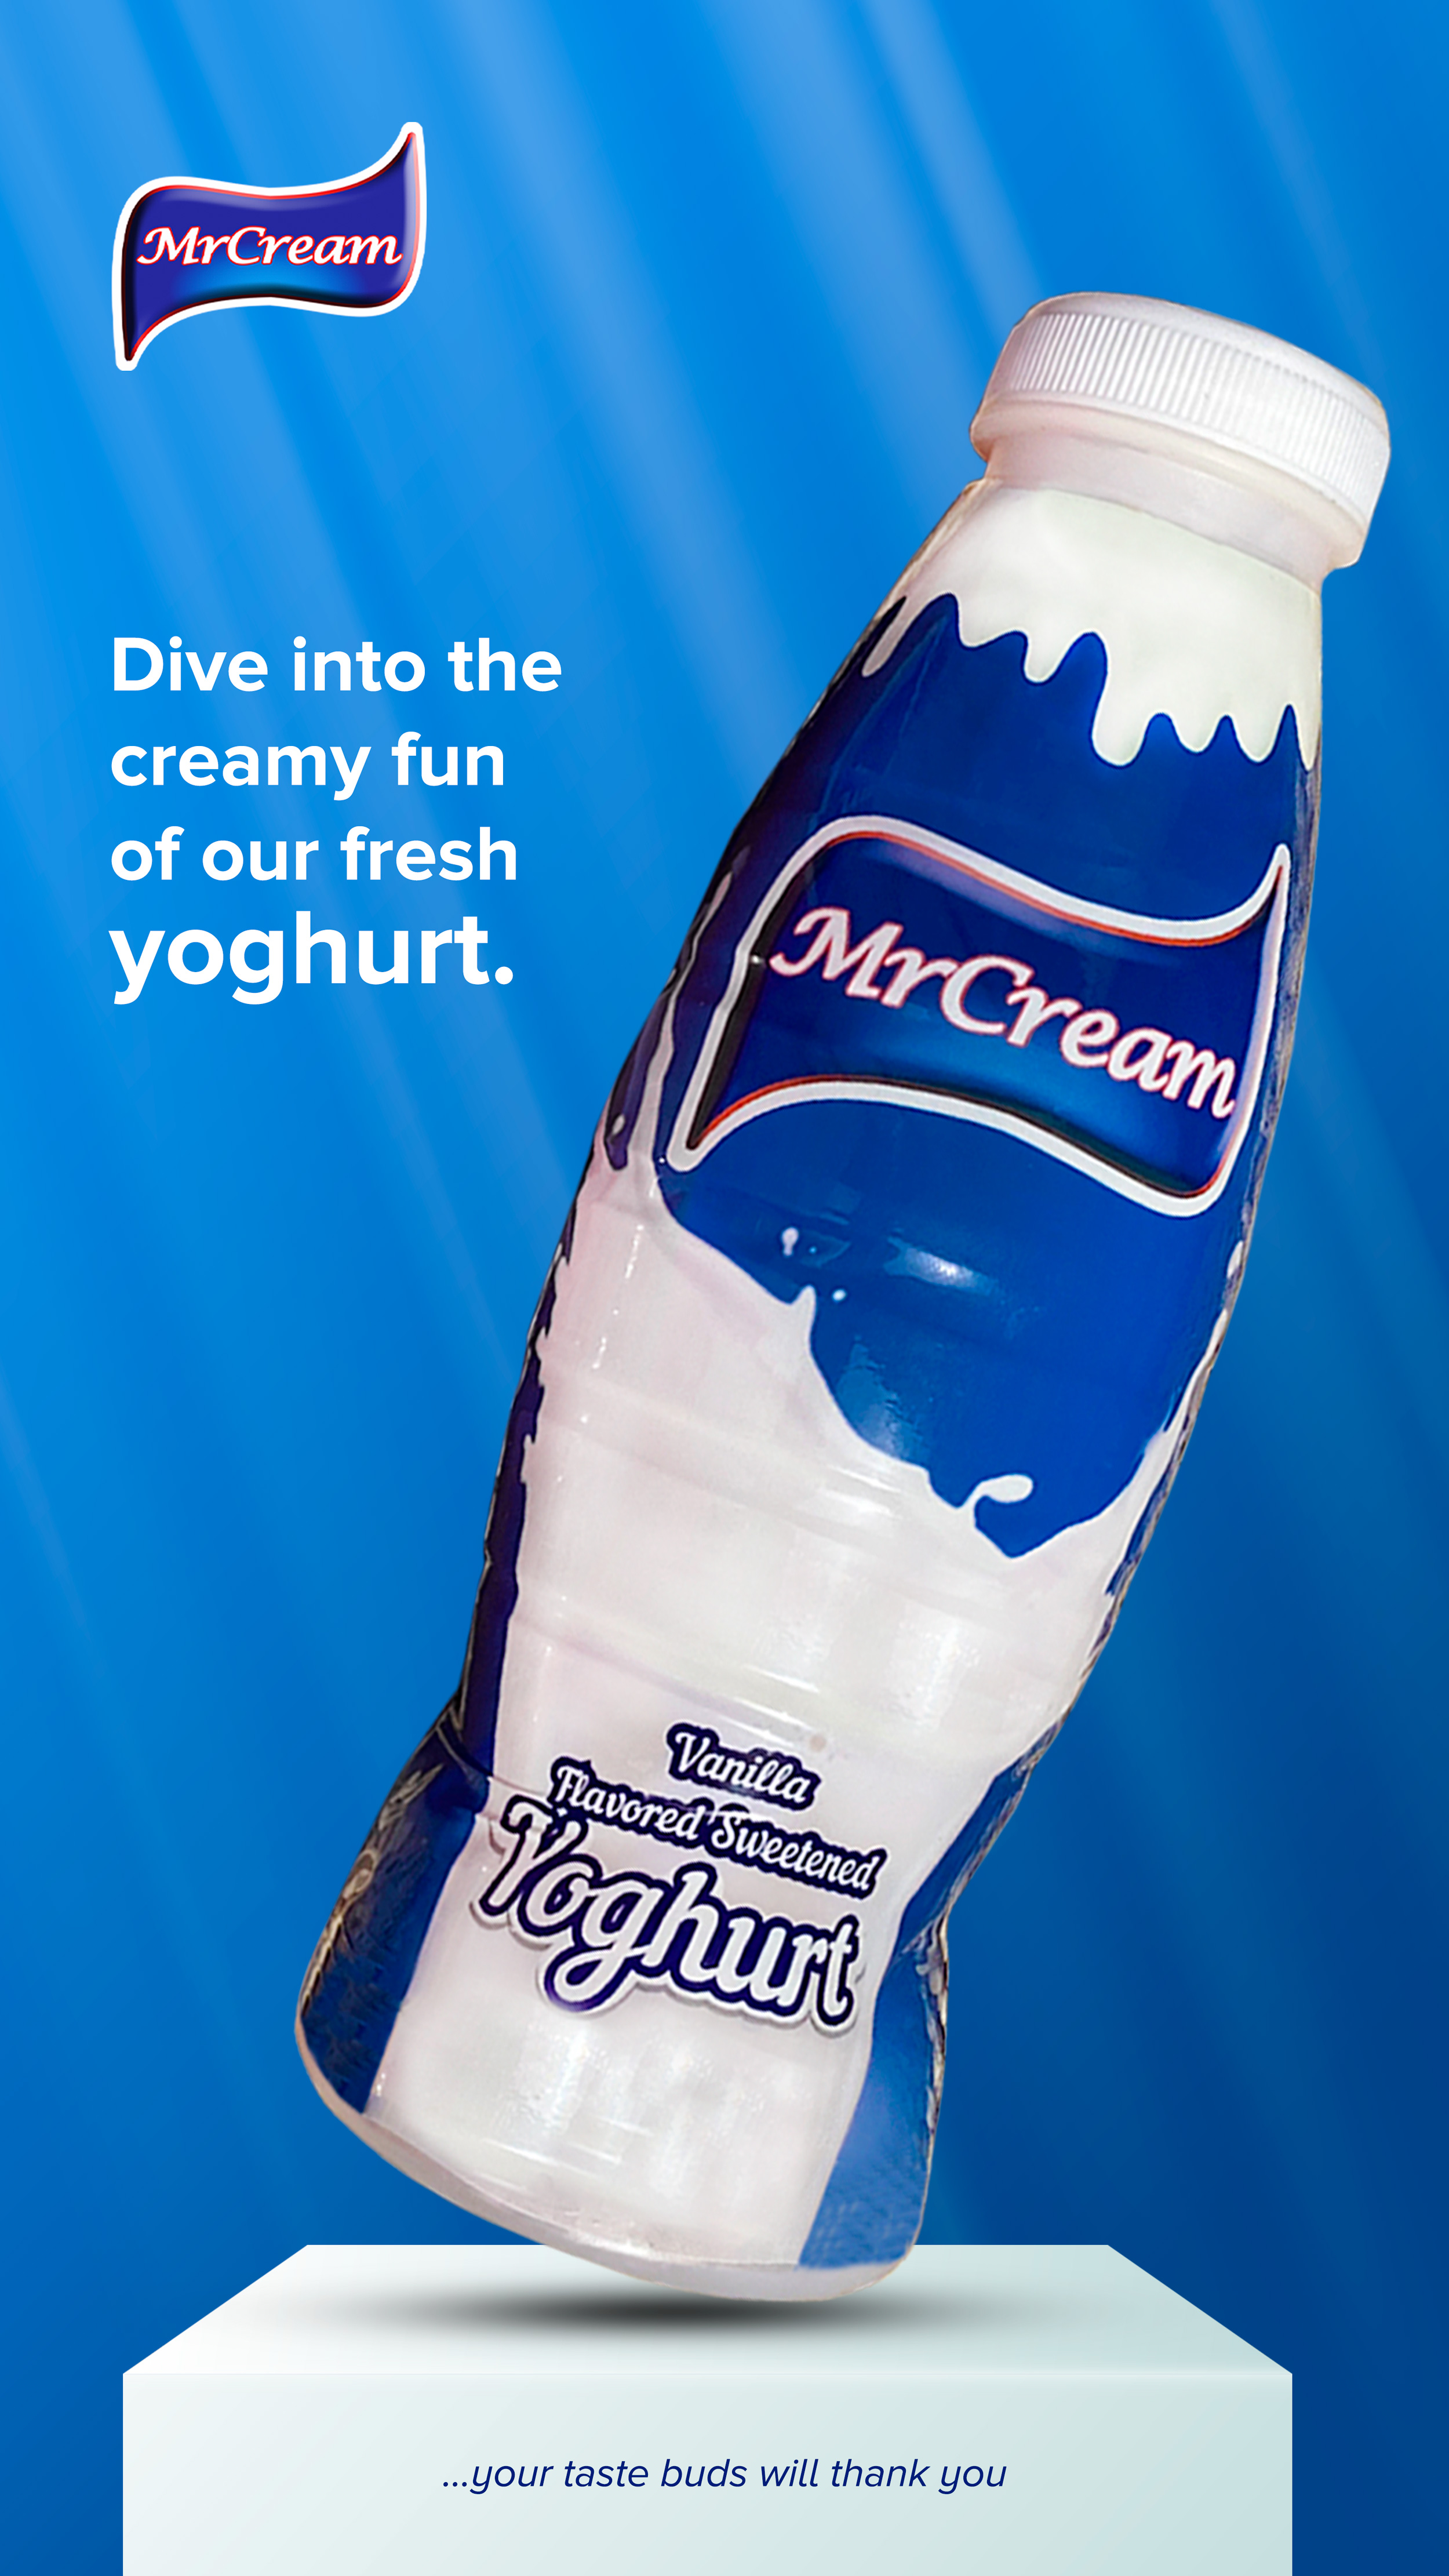 MrCream
Dive into the
creamy fun
of our fresh
yoghurt.
MrCream
Vanilla
Flavored Sweetened
Yoghurt
...your taste buds will thank you